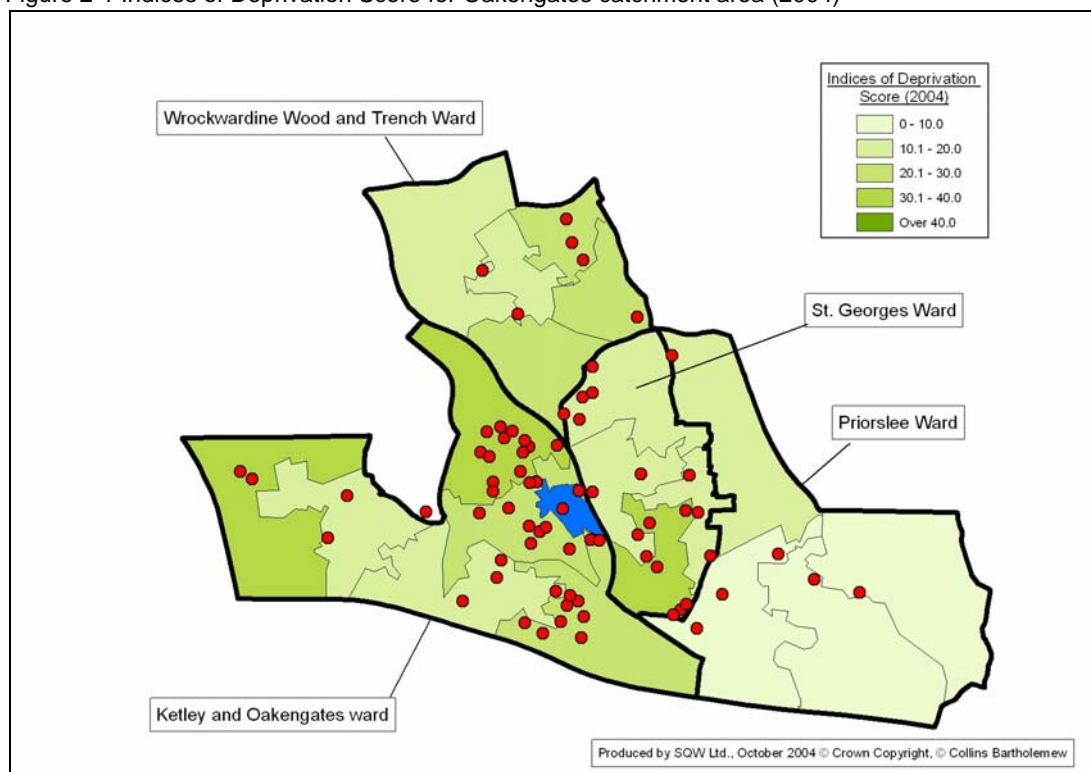 Figure 2-1 Indices of Deprivation Score for Oakengates catchment area (2004)
Indices of Deprivation
Score (2004)
0 - 10.0
10.1 - 20.0
20.1 - 30.0
30.1 - 40.0
Over 40.0
Wrockwardine Wood and Trench Ward
St. Georges Ward
Priorslee Ward
Ketley and Oakengates ward
Produced by SQW Ltd., October 2004 © Crown Copyright, © Collins Bartholemew